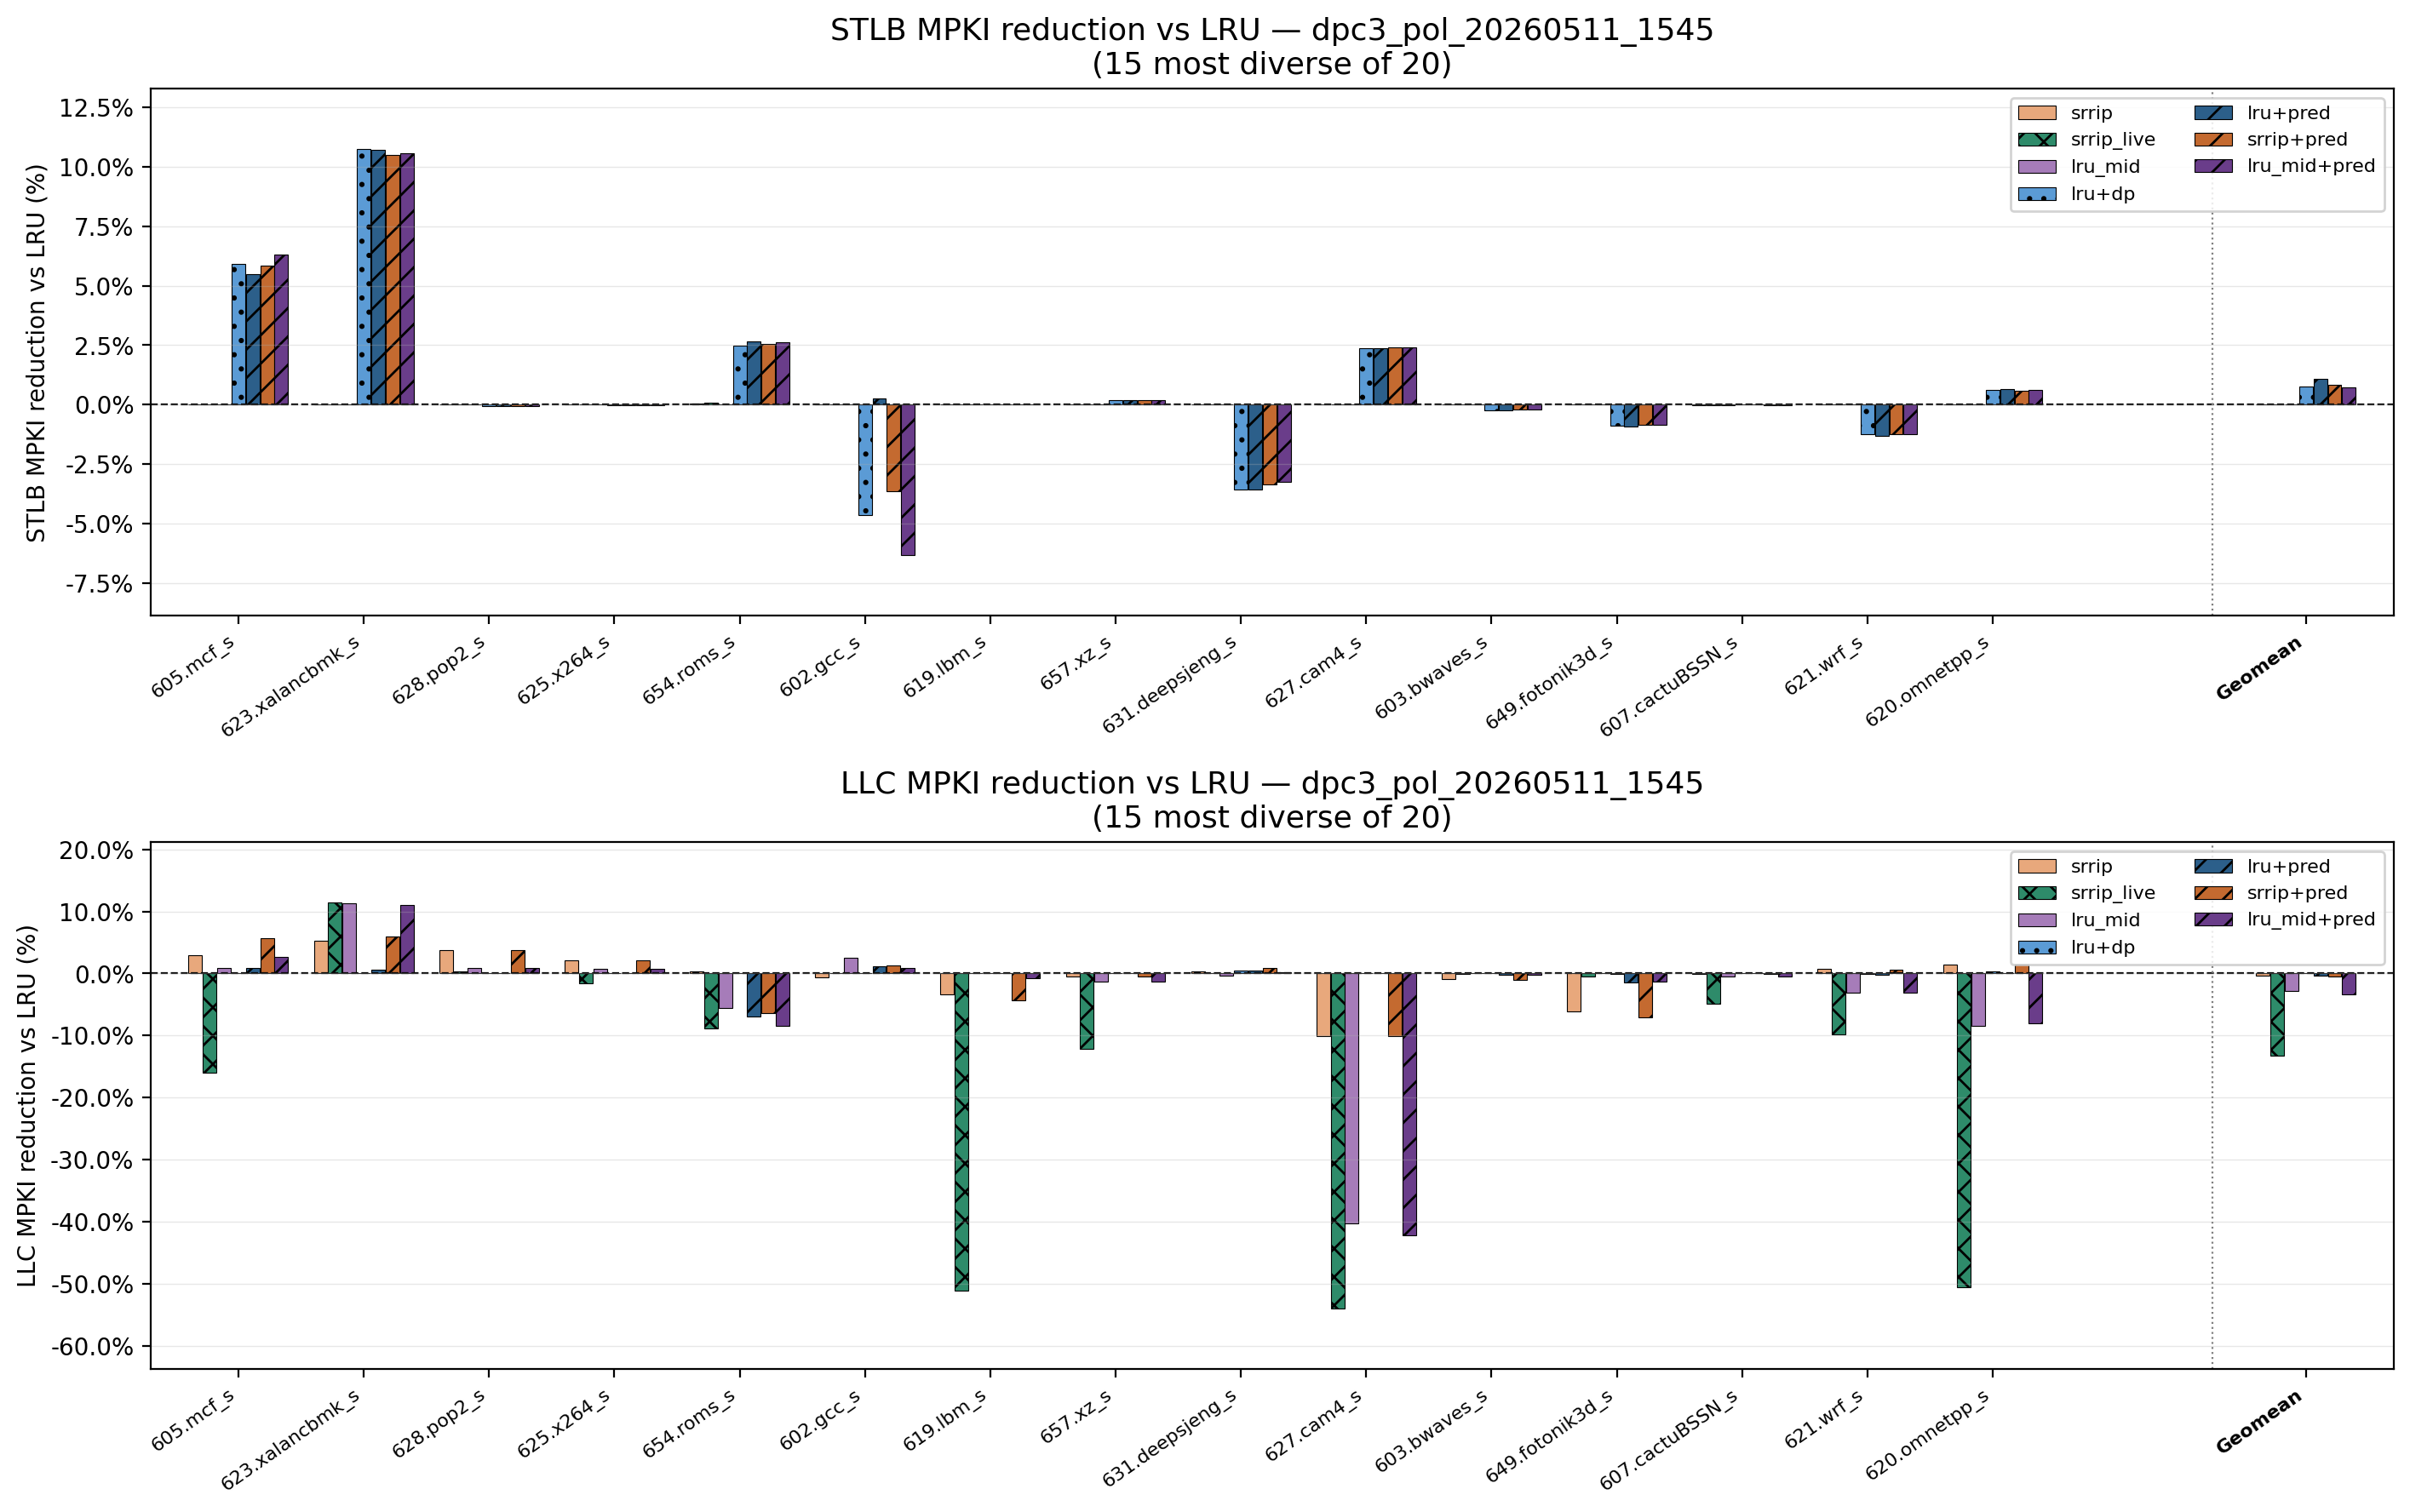 STLB MPKI reduction vs LRU — dpc3_pol_20260511_1545
(15 most diverse of 20)
STLB MPKI reduction vs LRU (%)
12.5%
10.0%
7.5%
5.0%
2.5%
0.0%
-2.5%
-5.0%
-7.5%
srrip
srrip_live
lru_mid
lru+dp
lru+pred
srrip+pred
lru_mid+pred
605.mcf_s
623.xalancbmk_s
628.pop2_s
625.x264_s
654.roms_s
602.gcc_s
619.lbm_s
657.xz_s
631.deepsjeng_s
627.cam4_s
603.bwaves_s
649.fotonik3d_s
607.cactuBSSN_s
621.wrf_s
620.omnetpp_s
Geomean
LLC MPKI reduction vs LRU — dpc3_pol_20260511_1545
(15 most diverse of 20)
LLC MPKI reduction vs LRU (%)
20.0%
10.0%
0.0%
-10.0%
-20.0%
-30.0%
-40.0%
-50.0%
-60.0%
srrip
srrip_live
lru_mid
lru+dp
lru+pred
srrip+pred
lru_mid+pred
605.mcf_s
623.xalancbmk_s
628.pop2_s
625.x264_s
654.roms_s
602.gcc_s
619.lbm_s
657.xz_s
631.deepsjeng_s
627.cam4_s
603.bwaves_s
649.fotonik3d_s
607.cactuBSSN_s
621.wrf_s
620.omnetpp_s
Geomean